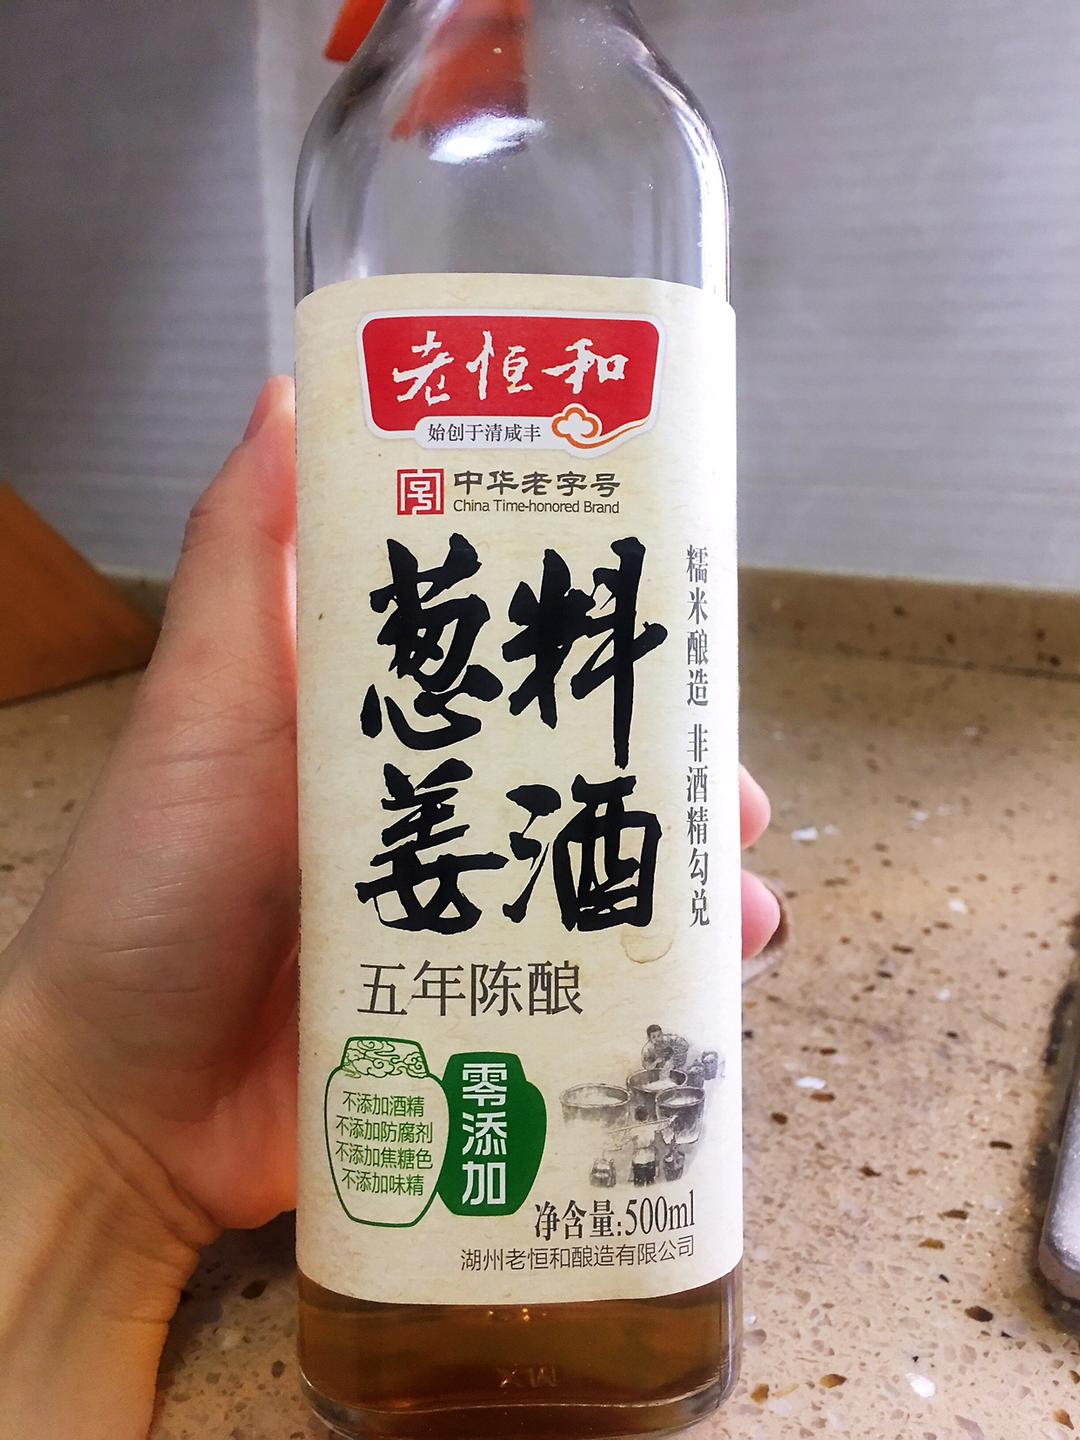 老恒和
始创于清咸丰
中华老字号
China Time-honored Brand
葱姜
料酒
糯米酿造 非酒精勾兑
五年陈酿
不添加酒精
不添加防腐剂
不添加焦糖色
不添加味精
零添加
净含量:500ml
湖州老恒和酿造有限公司